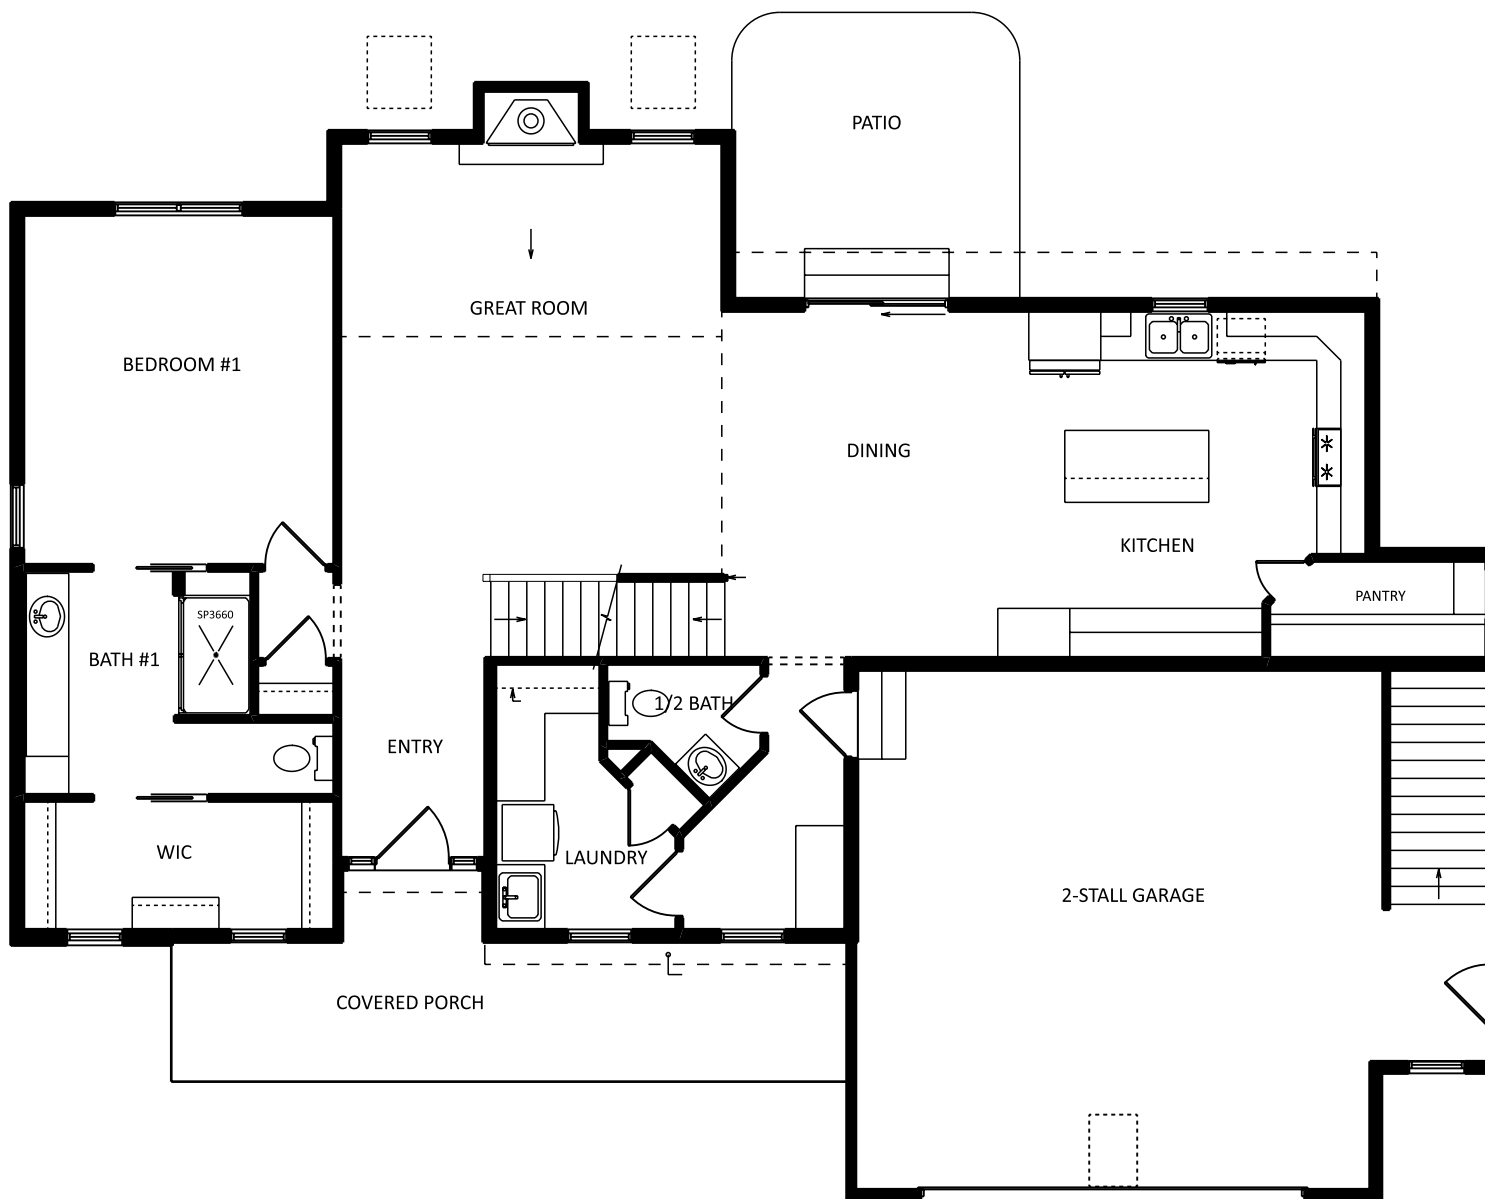 PATIO
GREAT ROOM
BEDROOM #1
DINING
KITCHEN
PANTRY
SP3660
BATH #1
1/2 BATH
ENTRY
WIC
LAUNDRY
2-STALL GARAGE
COVERED PORCH